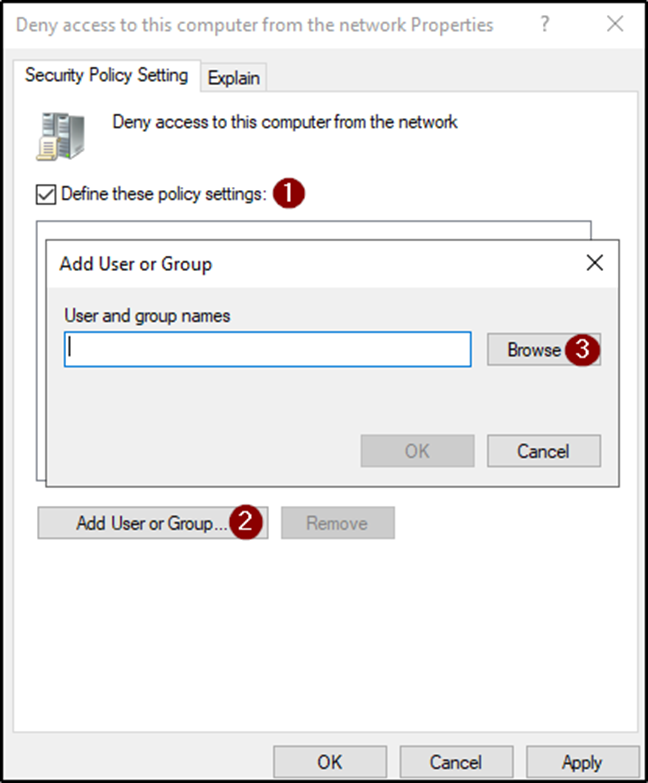 Deny access to this computer from the network Properties ? ×
Security Policy Setting Explain
Deny access to this computer from the network
Define these policy settings: 1
Add User or Group ×
User and group names
Browse 3
OK Cancel
Add User or Group... 2 Remove
OK Cancel Apply